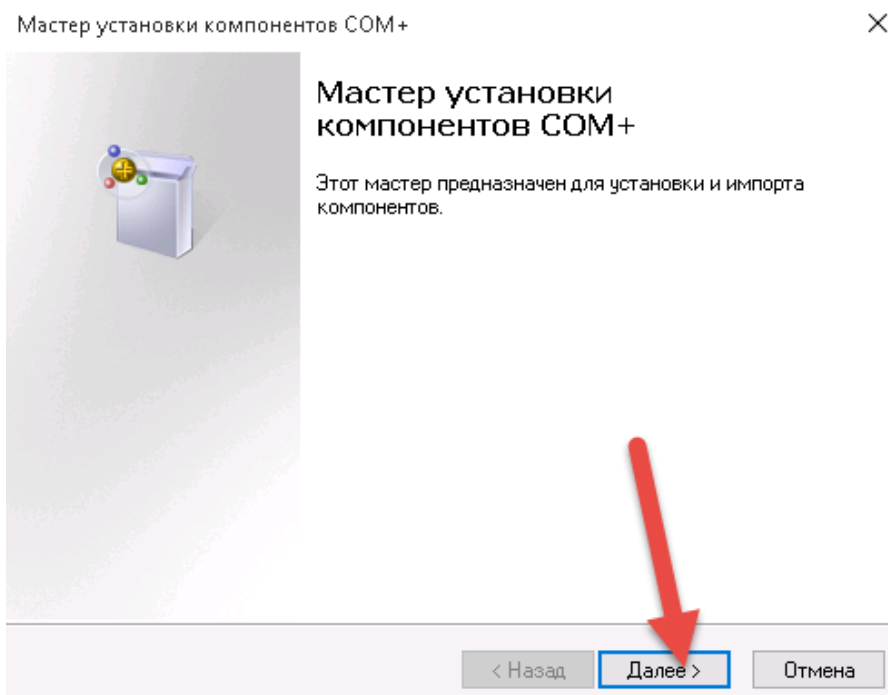 Мастер установки компонентов COM+
Мастер установки
компонентов COM+
Этот мастер предназначен для установки и импорта
компонентов.
< Назад
Далее >
Отмена